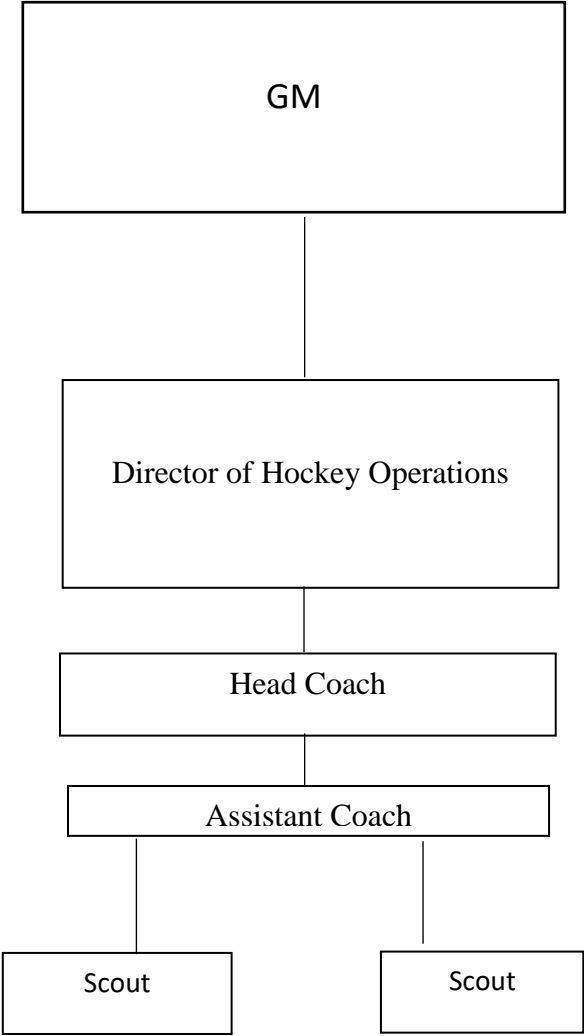 GM
Director of Hockey Operations
Head Coach
Assistant Coach
Scout
Scout